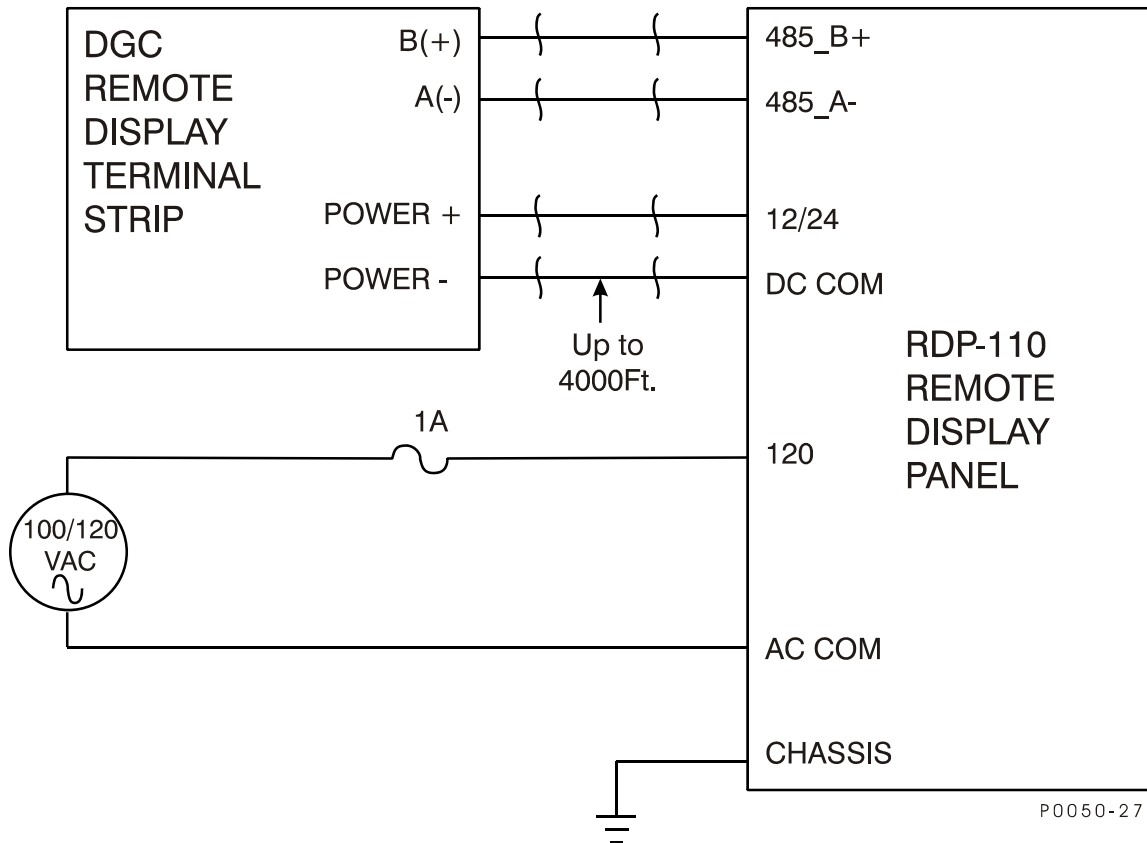 DGC
REMOTE
DISPLAY
TERMINAL
STRIP
B(+)
A(-)
POWER +
POWER -
485_B+
485_A-
12/24
DC COM
Up to
4000Ft.
RDP-110
REMOTE
DISPLAY
PANEL
1A
120
100/120
VAC
AC COM
CHASSIS
P0050-27